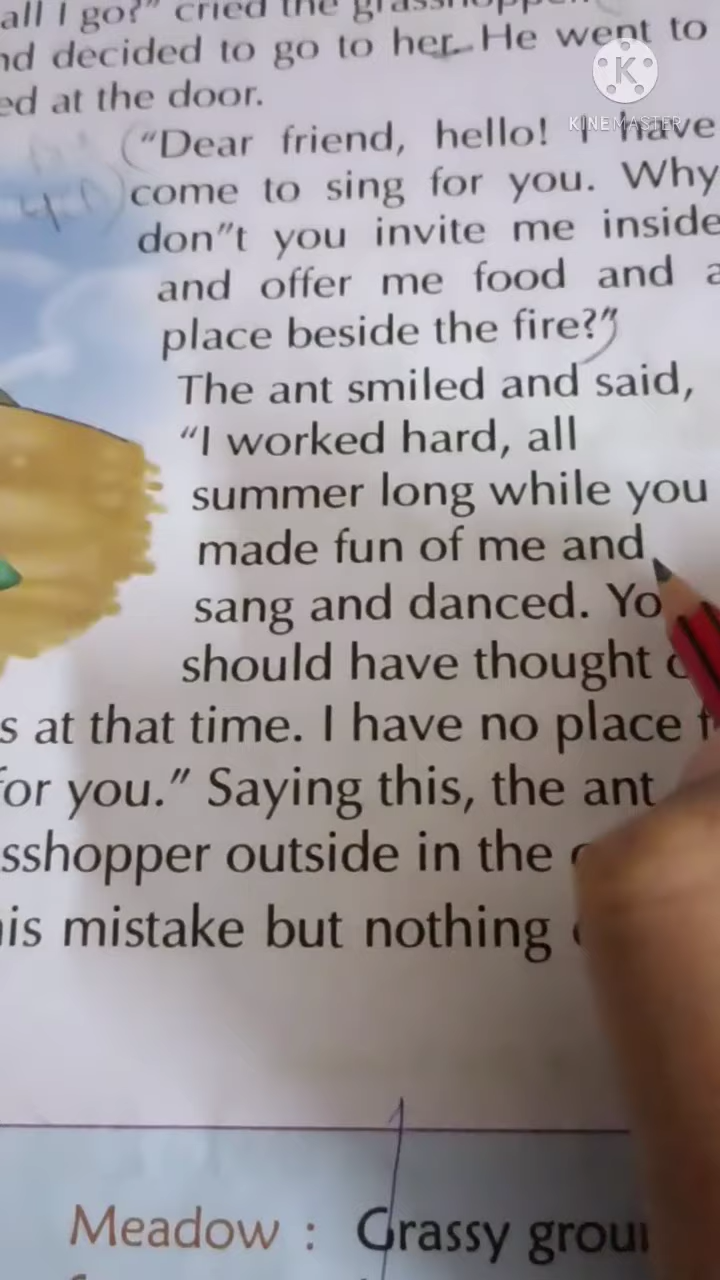 all I go?" cried the
nd decided to go to her. He went to
ed at the door.
K
KINEMASTER
"Dear friend, hello! I have
come to sing for you. Why
don"t you invite me inside
and offer me food and a
place beside the fire?"
The ant smiled and said,
"I worked hard, all
summer long while you
made fun of me and
sang and danced. Yo
should have thought
s at that time. I have no place
for you." Saying this, the ant
sshopper outside in the
is mistake but nothing
Meadow : Grassy grou